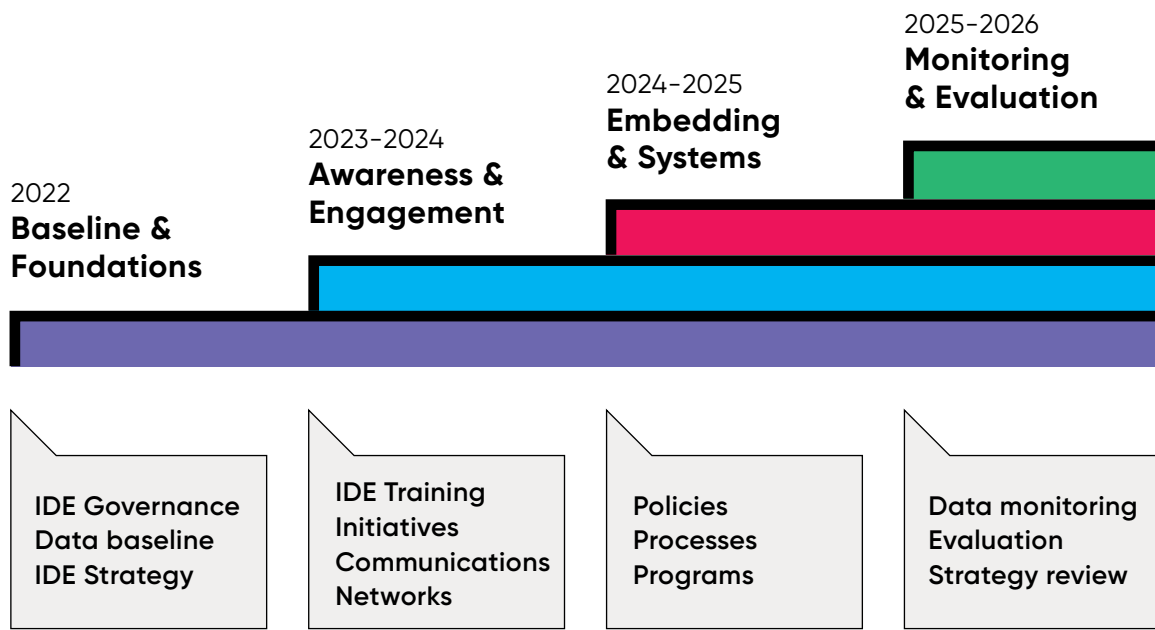 2022
Baseline &
Foundations
2023-2024
Awareness &
Engagement
2024-2025
Embedding
& Systems
2025-2026
Monitoring
& Evaluation
IDE Governance
Data baseline
IDE Strategy
IDE Training
Initiatives
Communications
Networks
Policies
Processes
Programs
Data monitoring
Evaluation
Strategy review